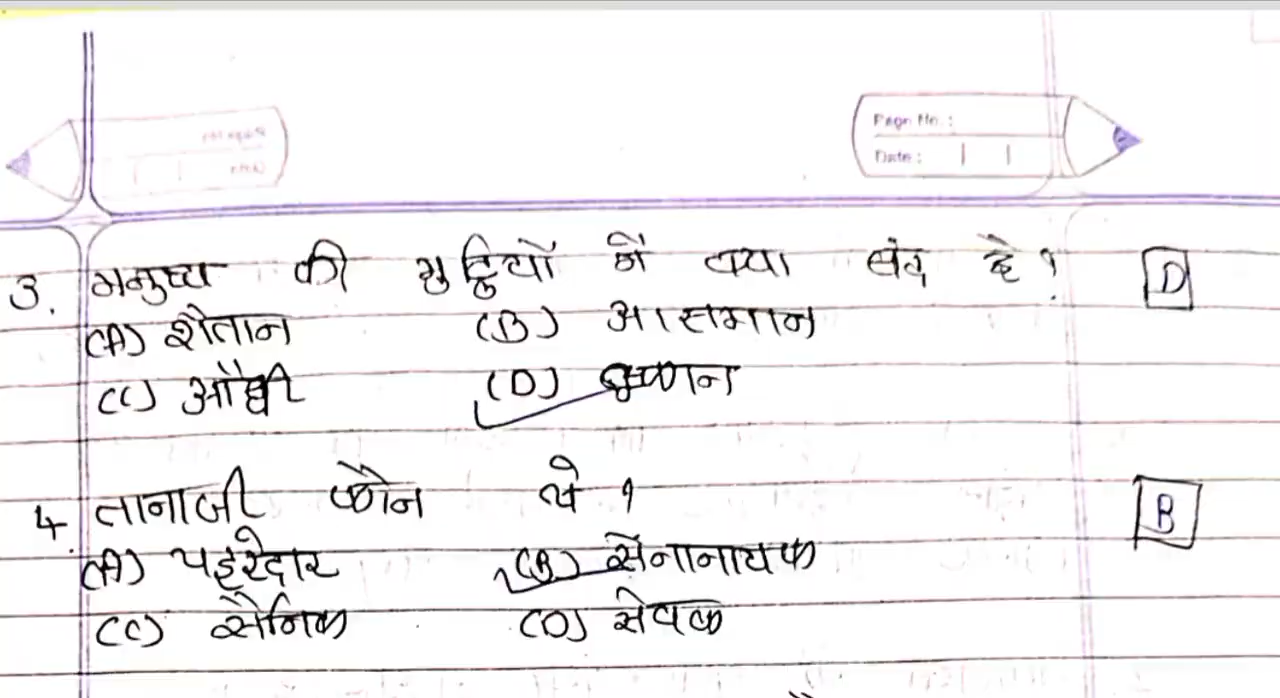 Page No. :
Date :
3. मनुष्य की मुट्ठियों में क्या बंद है? D
(A) शैतान (B) आसमान
(C) आँधी (D)
4. तानाजी कौन थे? B
(A) पहरेदार (B) सेनानायक
(C) सैनिक (D) सेवक